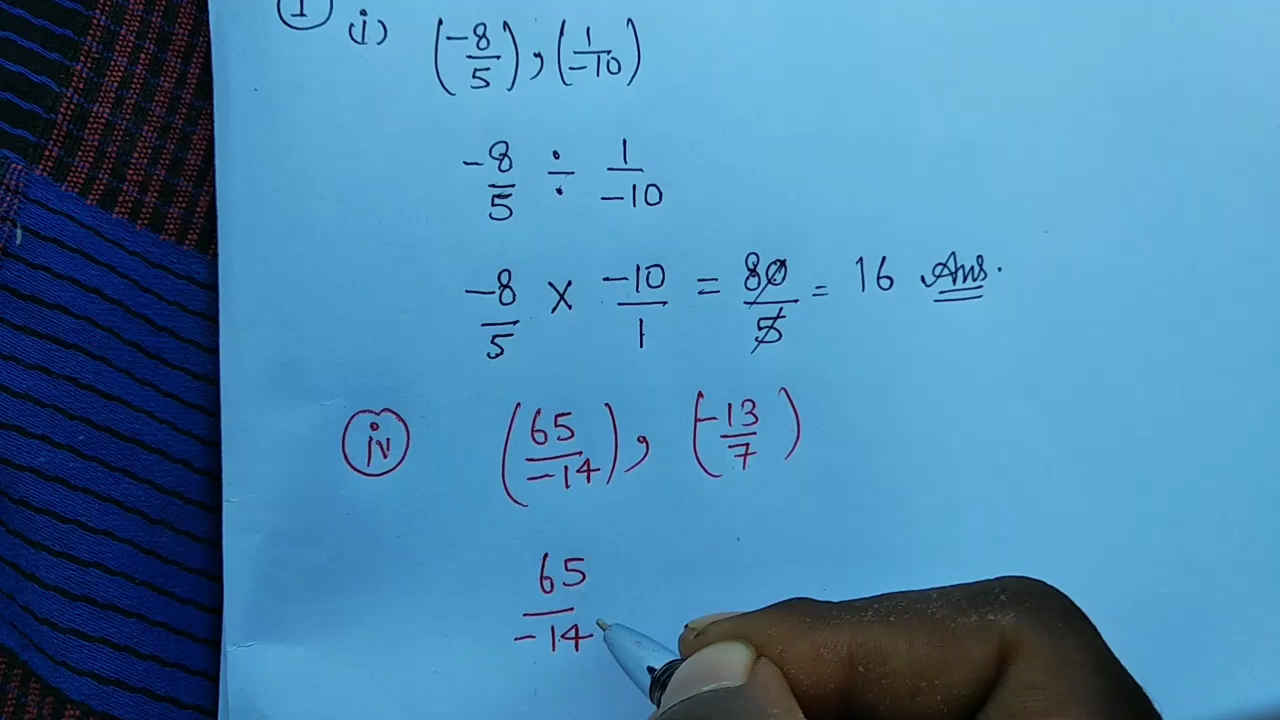 1 (i) (-8/5), (1/-10)
-8/5 ÷ 1/-10
-8/5 × -10/1 = 80/5 = 16 Ans.
iv (65/-14), (-13/7)
65/-14